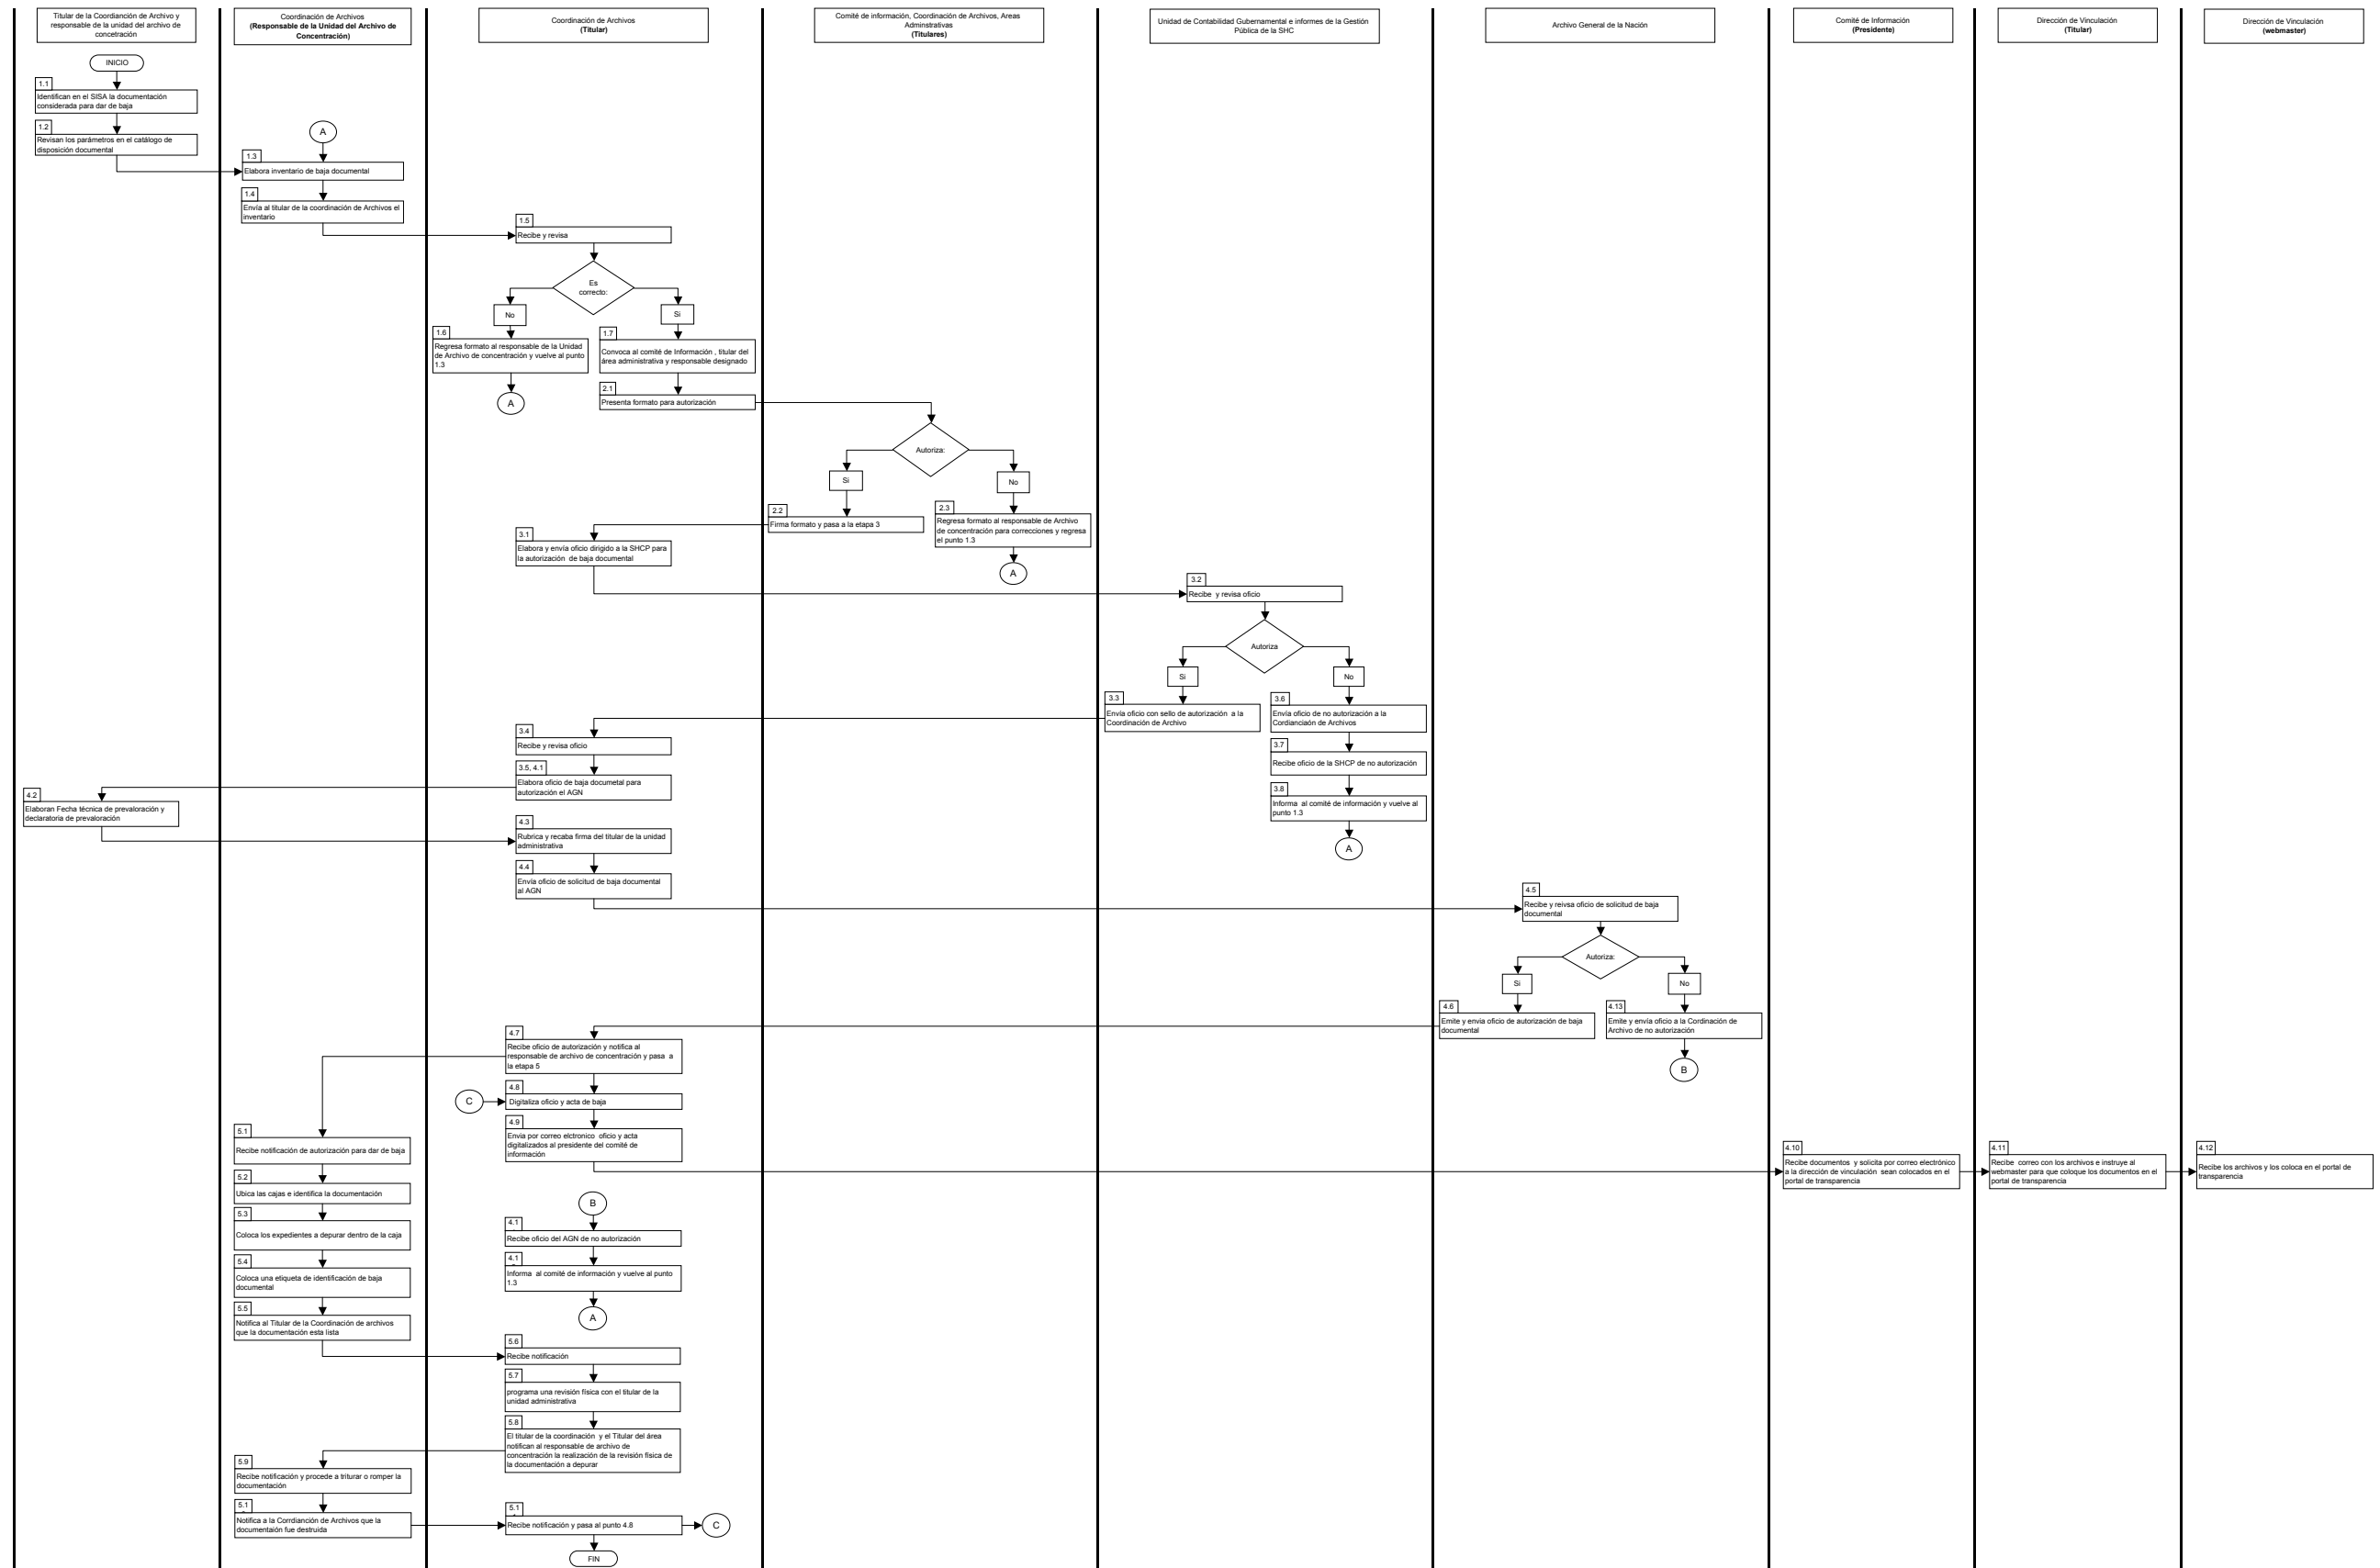 Titular de la Coordianción de Archivo y
responsable de la unidad del archivo de
concetración
Coordinación de Archivos
(Responsable de la Unidad del Archivo de
Concentración)
Coordinación de Archivos
(Titular)
Comité de información, Coordinación de Archivos, Areas
Adminstrativas
(Titulares)
Unidad de Contabilidad Gubernamental e informes de la Gestión
Pública de la SHC
Archivo General de la Nación
Comité de Información
(Presidente)
Dirección de Vinculación
(Titular)
Dirección de Vinculación
(webmaster)
INICIO
1.1
Identifican en el SISA la documentación
considerada para dar de baja
1.2
Revisan los parámetros en el catálogo de
disposición documental
A
1.3
Elabora inventario de baja documental
1.4
Envía al titular de la coordinación de Archivos el
inventario
1.5
Recibe y revisa
Es
correcto:
No
Si
1.6
Regresa formato al responsable de la Unidad
de Archivo de concentración y vuelve al punto
1.3
A
1.7
Convoca al comité de Información , titular del
área administrativa y responsable designado
2.1
Presenta formato para autorización
Autoriza:
Si
No
2.2
Firma formato y pasa a la etapa 3
2.3
Regresa formato al responsable de Archivo
de concentración para correcciones y regresa
el punto 1.3
A
3.1
Elabora y envía oficio dirigido a la SHCP para
la autorización de baja documental
3.2
Recibe y revisa oficio
Autoriza
Si
No
3.3
Envía oficio con sello de autorización a la
Coordinación de Archivo
3.6
Envía oficio de no autorización a la
Cordianciaón de Archivos
3.7
Recibe oficio de la SHCP de no autorización
3.8
Informa al comité de información y vuelve al
punto 1.3
A
3.4
Recibe y revisa oficio
3.5, 4.1
Elabora oficio de baja documetal para
autorización el AGN
4.2
Elaboran Fecha técnica de prevaloración y
declaratoria de prevaloración
4.3
Rubrica y recaba firma del titular de la unidad
administrativa
4.4
Envía oficio de solicitud de baja documental
al AGN
4.5
Recibe y reivsa oficio de solicitud de baja
documental
Autoriza:
Si
No
4.6
Emite y envia oficio de autorización de baja
documental
4.13
Emite y envía oficio a la Cordinación de
Archivo de no autorización
B
4.7
Recibe oficio de autorización y notifica al
responsable de archivo de concentración y pasa a
la etapa 5
C
4.8
Digitaliza oficio y acta de baja
4.9
Envia por correo elctronico oficio y acta
digitalizados al presidente del comité de
información
4.10
Recibe documentos y solicita por correo electrónico
a la dirección de vinculación sean colocados en el
portal de transparencia
4.11
Recibe correo con los archivos e instruye al
webmaster para que coloque los documentos en el
portal de transparencia
4.12
Recibe los archivos y los coloca en el portal de
transparencia
5.1
Recibe notificación de autorización para dar de baja
5.2
Ubica las cajas e identifica la documentación
5.3
Coloca los expedientes a depurar dentro de la caja
5.4
Coloca una etiqueta de identificación de baja
documental
5.5
Notifica al Titular de la Coordinación de archivos
que la documentación esta lista
B
4.1
Recibe oficio del AGN de no autorización
4.1
Informa al comité de información y vuelve al punto
1.3
A
5.6
Recibe notificación
5.7
programa una revisión física con el titular de la
unidad administrativa
5.8
El titular de la coordinación y el Titular del área
notifican al responsable de archivo de
concentración la realización de la revisión física de
la documentación a depurar
5.9
Recibe notificación y procede a triturar o romper la
documentación
5.1
Notifica a la Corrdianción de Archivos que la
documentaión fue destruida
5.1
Recibe notificación y pasa al punto 4.8
C
FIN